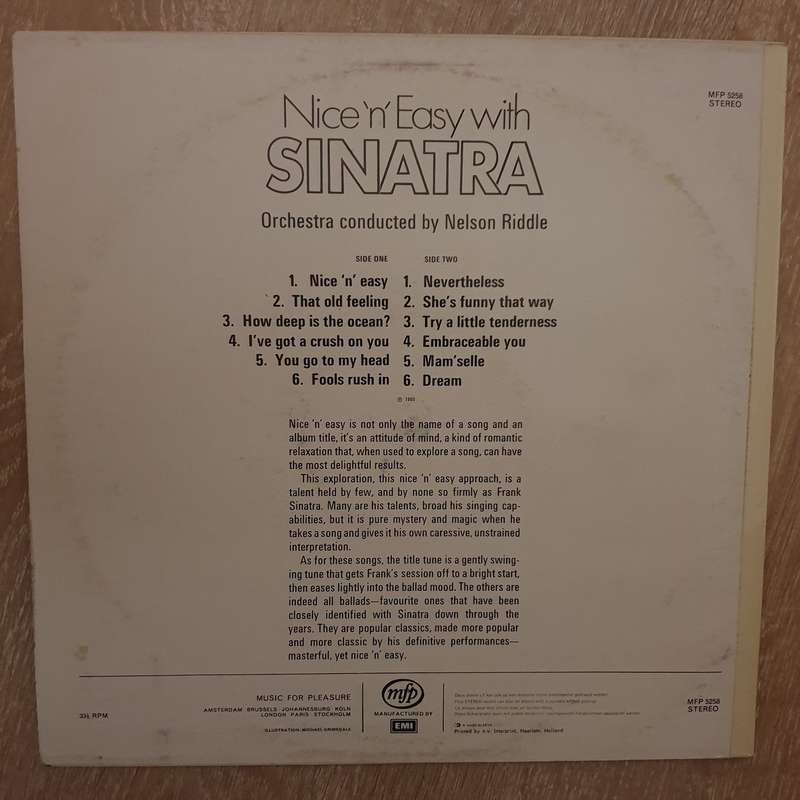 MFP 5258
STEREO
Nice 'n' Easy with
SINATRA
Orchestra conducted by Nelson Riddle
SIDE ONE
1. Nice 'n' easy
2. That old feeling
3. How deep is the ocean?
4. I've got a crush on you
5. You go to my head
6. Fools rush in
SIDE TWO
1. Nevertheless
2. She's funny that way
3. Try a little tenderness
4. Embraceable you
5. Mam'selle
6. Dream
Nice 'n' easy is not only the name of a song and an
album title, it's an attitude of mind, a kind of romantic
relaxation that, when used to explore a song, can have
the most delightful results.
This exploration, this nice 'n' easy approach, is a
talent held by few, and by none so firmly as Frank
Sinatra. Many are his talents, broad his singing cap-
abilities, but it is pure mystery and magic when he
takes a song and gives it his own caressive, unstrained
interpretation.
As for these songs, the title tune is a gently swing-
ing tune that gets Frank's session off to a bright start,
then eases lightly into the ballad mood. The others are
indeed all ballads—favourite ones that have been
closely identified with Sinatra down through the
years. They are popular classics, made more popular
and more classic by his definitive performances—
masterful, yet nice 'n' easy.
33⅓ RPM
MUSIC FOR PLEASURE
AMSTERDAM BRUSSELS·JOHANNESBURG·KÖLN
LONDON PARIS STOCKHOLM
ILLUSTRATION: MICHAEL GRIMSDALE
mfp
MANUFACTURED BY
EMI
Printed by n.v. Interprint, Haarlem, Holland
MFP 5258
STEREO